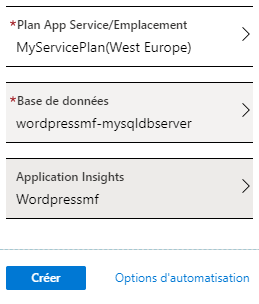 *Plan App Service/Emplacement
MyServicePlan(West Europe)
*Base de données
wordpressmf-mysqldbserver
Application Insights
Wordpressmf
Créer
Options d'automatisation